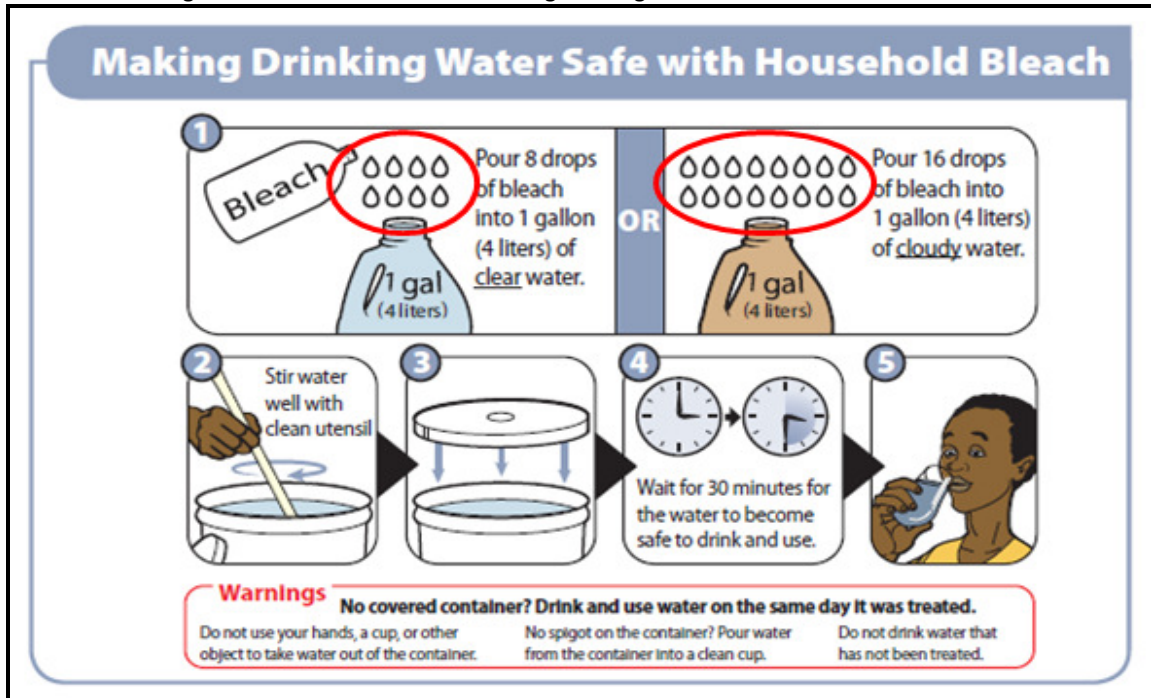 Making Drinking Water Safe with Household Bleach
1
Bleach
Pour 8 drops
of bleach
into 1 gallon
(4 liters) of
clear water.
1 gal
(4 liters)
OR
Pour 16 drops
of bleach into
1 gallon (4 liters)
of cloudy water.
1 gal
(4 liters)
2
Stir water
well with
clean utensil
3
4
Wait for 30 minutes for
the water to become
safe to drink and use.
5
Warnings
No covered container? Drink and use water on the same day it was treated.
Do not use your hands, a cup, or other
object to take water out of the container.
No spigot on the container? Pour water
from the container into a clean cup.
Do not drink water that
has not been treated.